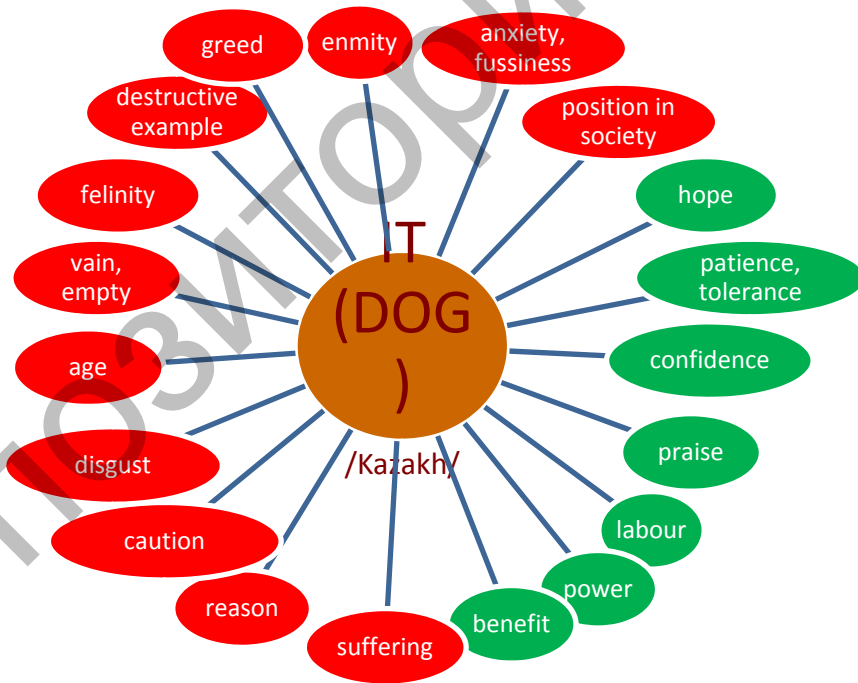 greed
enmity
anxiety,
fussiness
destructive
example
position in
society
felinity
hope
vain,
empty
patience,
tolerance
IT
(DOG
)
/Kazakh/
age
confidence
disgust
praise
caution
labour
reason
power
suffering
benefit
позитори